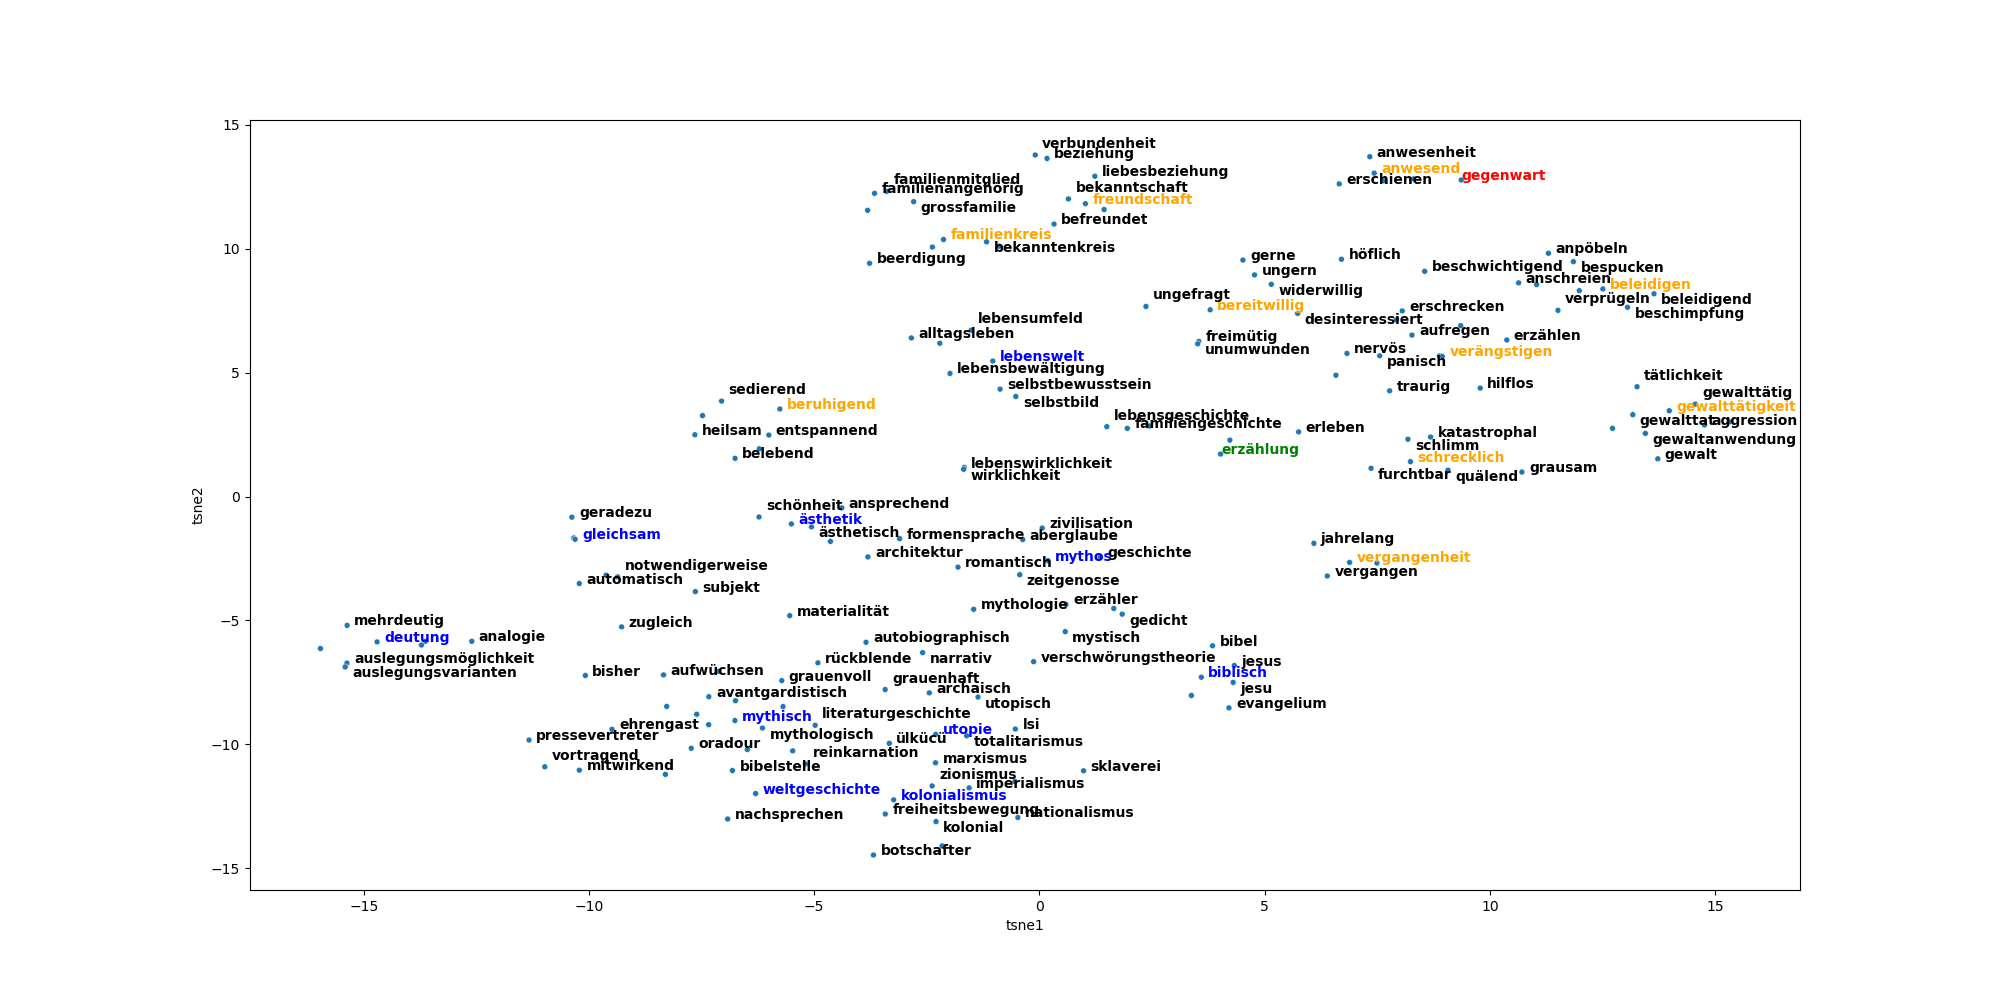 verbundenheit
beziehung
anwesenheit
anwesend
gegenwart
erschienen
liebesbeziehung
familienmitglied
familienangehörig
bekanntschaft
freundschaft
grossfamilie
befreundet
familienkreis
bekanntenkreis
beerdigung
gerne
höflich
anpöbeln
ungern
beschwichtigend
bespucken
anschreien
beleidigen
widerwillig
ungefragt
verprügeln
beleidigend
bereitwillig
erschrecken
beschimpfung
desinteressiert
lebensumfeld
alltagsleben
aufregen
freimütig
erzählen
unumwunden
nervös
verängstigen
lebenswelt
panisch
lebensbewältigung
tätlichkeit
selbstbewusstsein
traurig
hilflos
sedierend
gewalttätig
selbstbild
beruhigend
gewalttätigkeit
lebensgeschichte
familiengeschichte
gewalttat
aggression
heilsam
entspannend
erleben
katastrophal
gewaltanwendung
schlimm
erzählung
belebend
schrecklich
gewalt
lebenswirklichkeit
wirklichkeit
furchtbar
quälend
grausam
schönheit
ansprechend
geradezu
ästhetik
zivilisation
gleichsam
ästhetisch
formensprache
aberglaube
jahrelang
architektur
mythos
geschichte
vergangenheit
notwendigerweise
romantisch
automatisch
zeitgenosse
vergangen
subjekt
materialität
mythologie
erzähler
mehrdeutig
zugleich
gedicht
deutung
analogie
autobiographisch
mystisch
bibel
auslegungsmöglichkeit
rückblende
narrativ
verschwörungstheorie
jesus
auslegungsvarianten
bisher
aufwüchsen
grauenvoll
grauenhaft
biblisch
avantgardistisch
archaisch
jesu
utopisch
evangelium
mythisch
literaturgeschichte
ehrengast
mythologisch
utopie
lsi
pressevertreter
oradour
ülkücü
totalitarismus
vortragend
reinkarnation
mitwirkend
bibelstelle
marxismus
sklaverei
zionismus
imperialismus
weltgeschichte
kolonialismus
freiheitsbewegung
nationalismus
nachsprechen
kolonial
botschafter
15
10
5
0
−5
−10
−15
tsne2
−15
−10
−5
0
5
10
15
tsne1